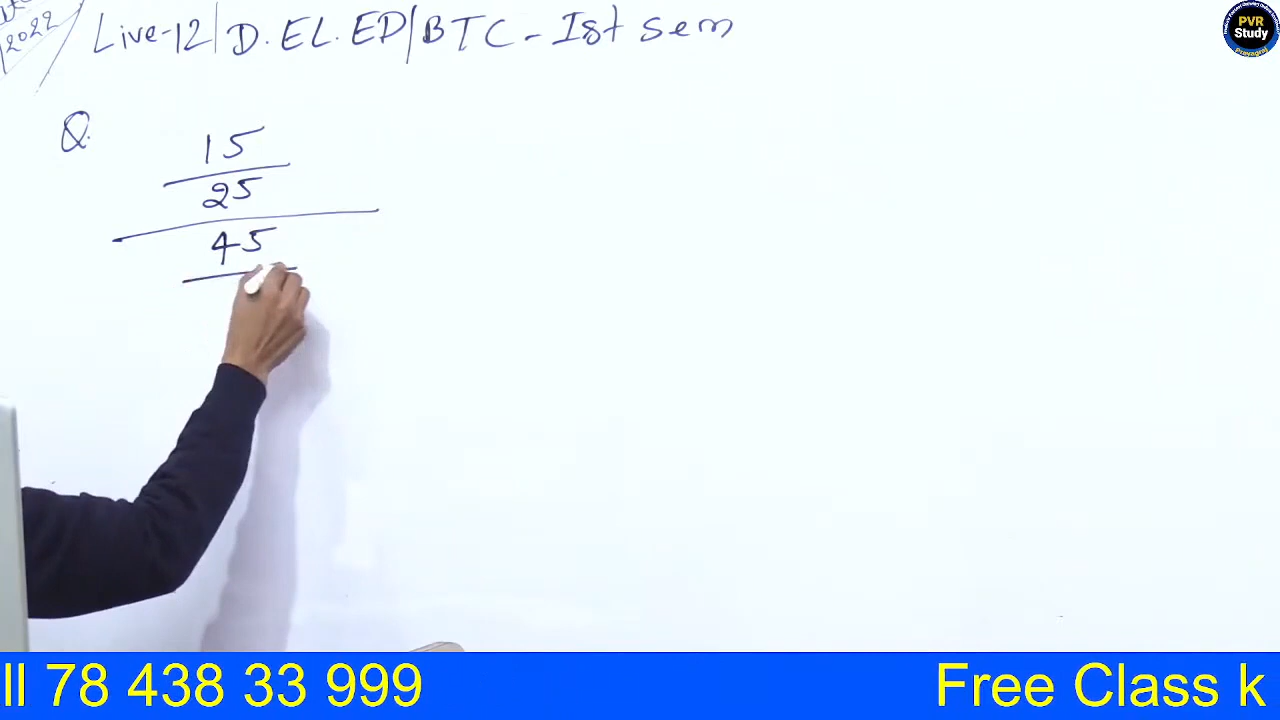 2022
Live-12 | D.EL.ED/BTC - Ist sem
PVR
Study
Prayagraj
Q.
15
25
45
ll 78 438 33 999
Free Class k